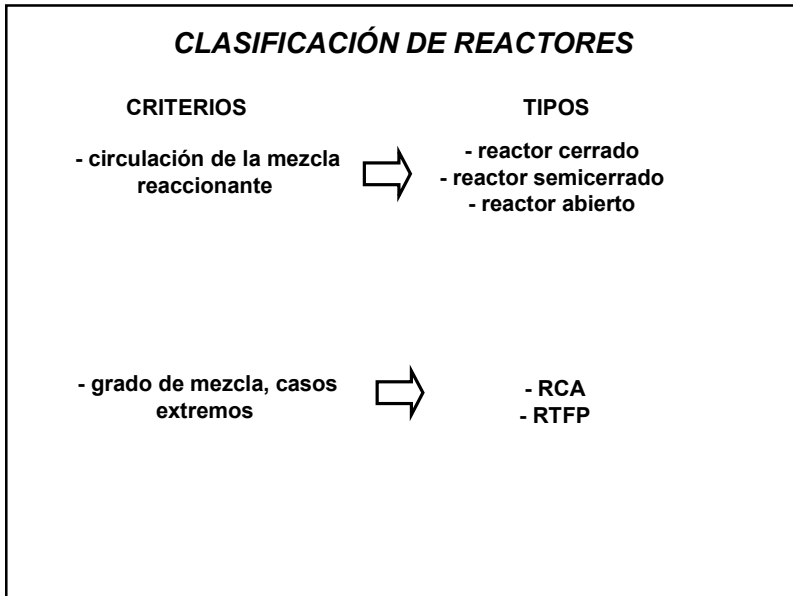 CLASIFICACIÓN DE REACTORES
CRITERIOS
TIPOS
- circulación de la mezcla
reaccionante
- reactor cerrado
- reactor semicerrado
- reactor abierto
- grado de mezcla, casos
extremos
- RCA
- RTFP